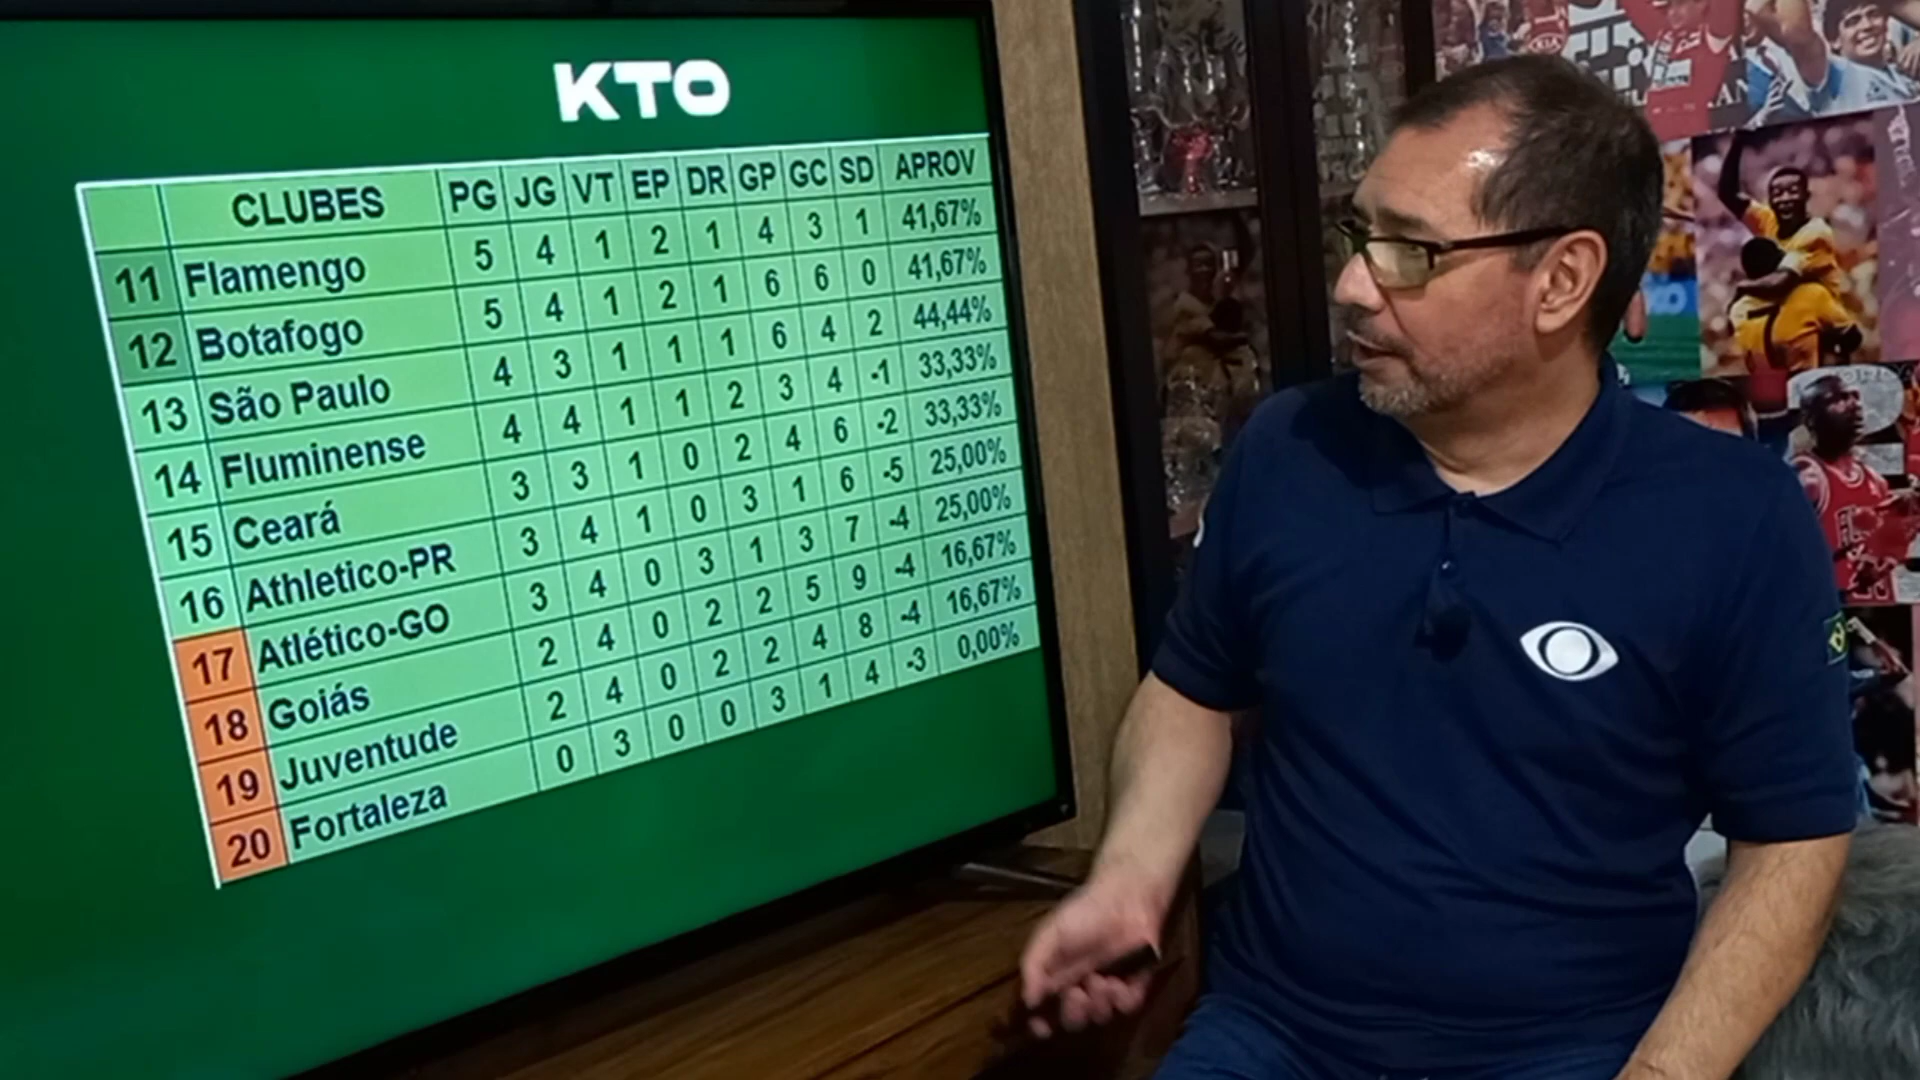 KTO
CLUBES PG JG VT EP DR GP GC SD APROV
11 Flamengo 5 4 1 2 1 4 3 1 41,67%
12 Botafogo 5 4 1 2 1 6 6 0 41,67%
13 São Paulo 4 3 1 1 1 6 4 2 44,44%
14 Fluminense 4 4 1 1 2 3 4 -1 33,33%
15 Ceará 3 3 1 0 2 4 6 -2 33,33%
16 Athletico-PR 3 4 1 0 3 1 6 -5 25,00%
17 Atlético-GO 3 4 0 3 1 3 7 -4 25,00%
18 Goiás 2 4 0 2 2 5 9 -4 16,67%
19 Juventude 2 4 0 2 2 4 8 -4 16,67%
20 Fortaleza 0 3 0 0 3 1 4 -3 0,00%
KIA